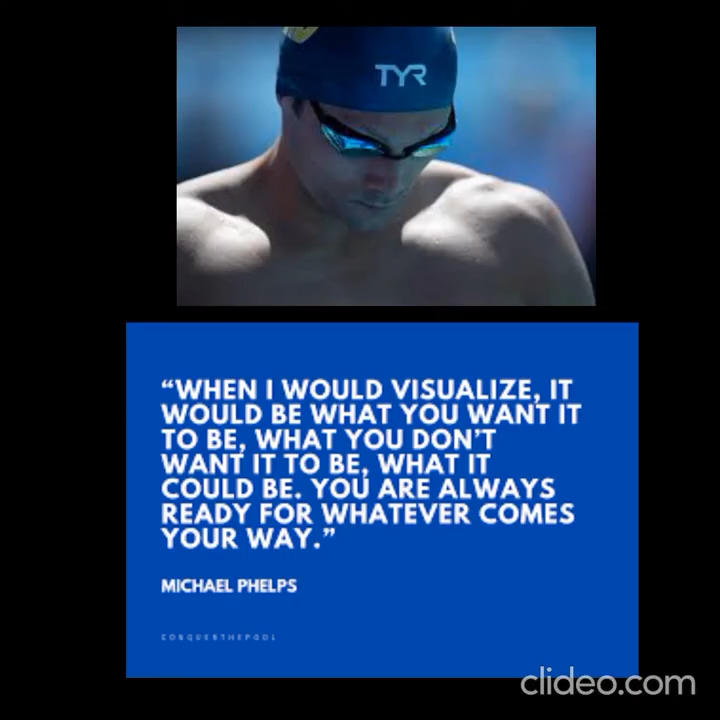 TYR
“WHEN I WOULD VISUALIZE, IT
WOULD BE WHAT YOU WANT IT
TO BE, WHAT YOU DON’T
WANT IT TO BE, WHAT IT
COULD BE. YOU ARE ALWAYS
READY FOR WHATEVER COMES
YOUR WAY.”
MICHAEL PHELPS
CONQUERTHEPOOL
clideo.com